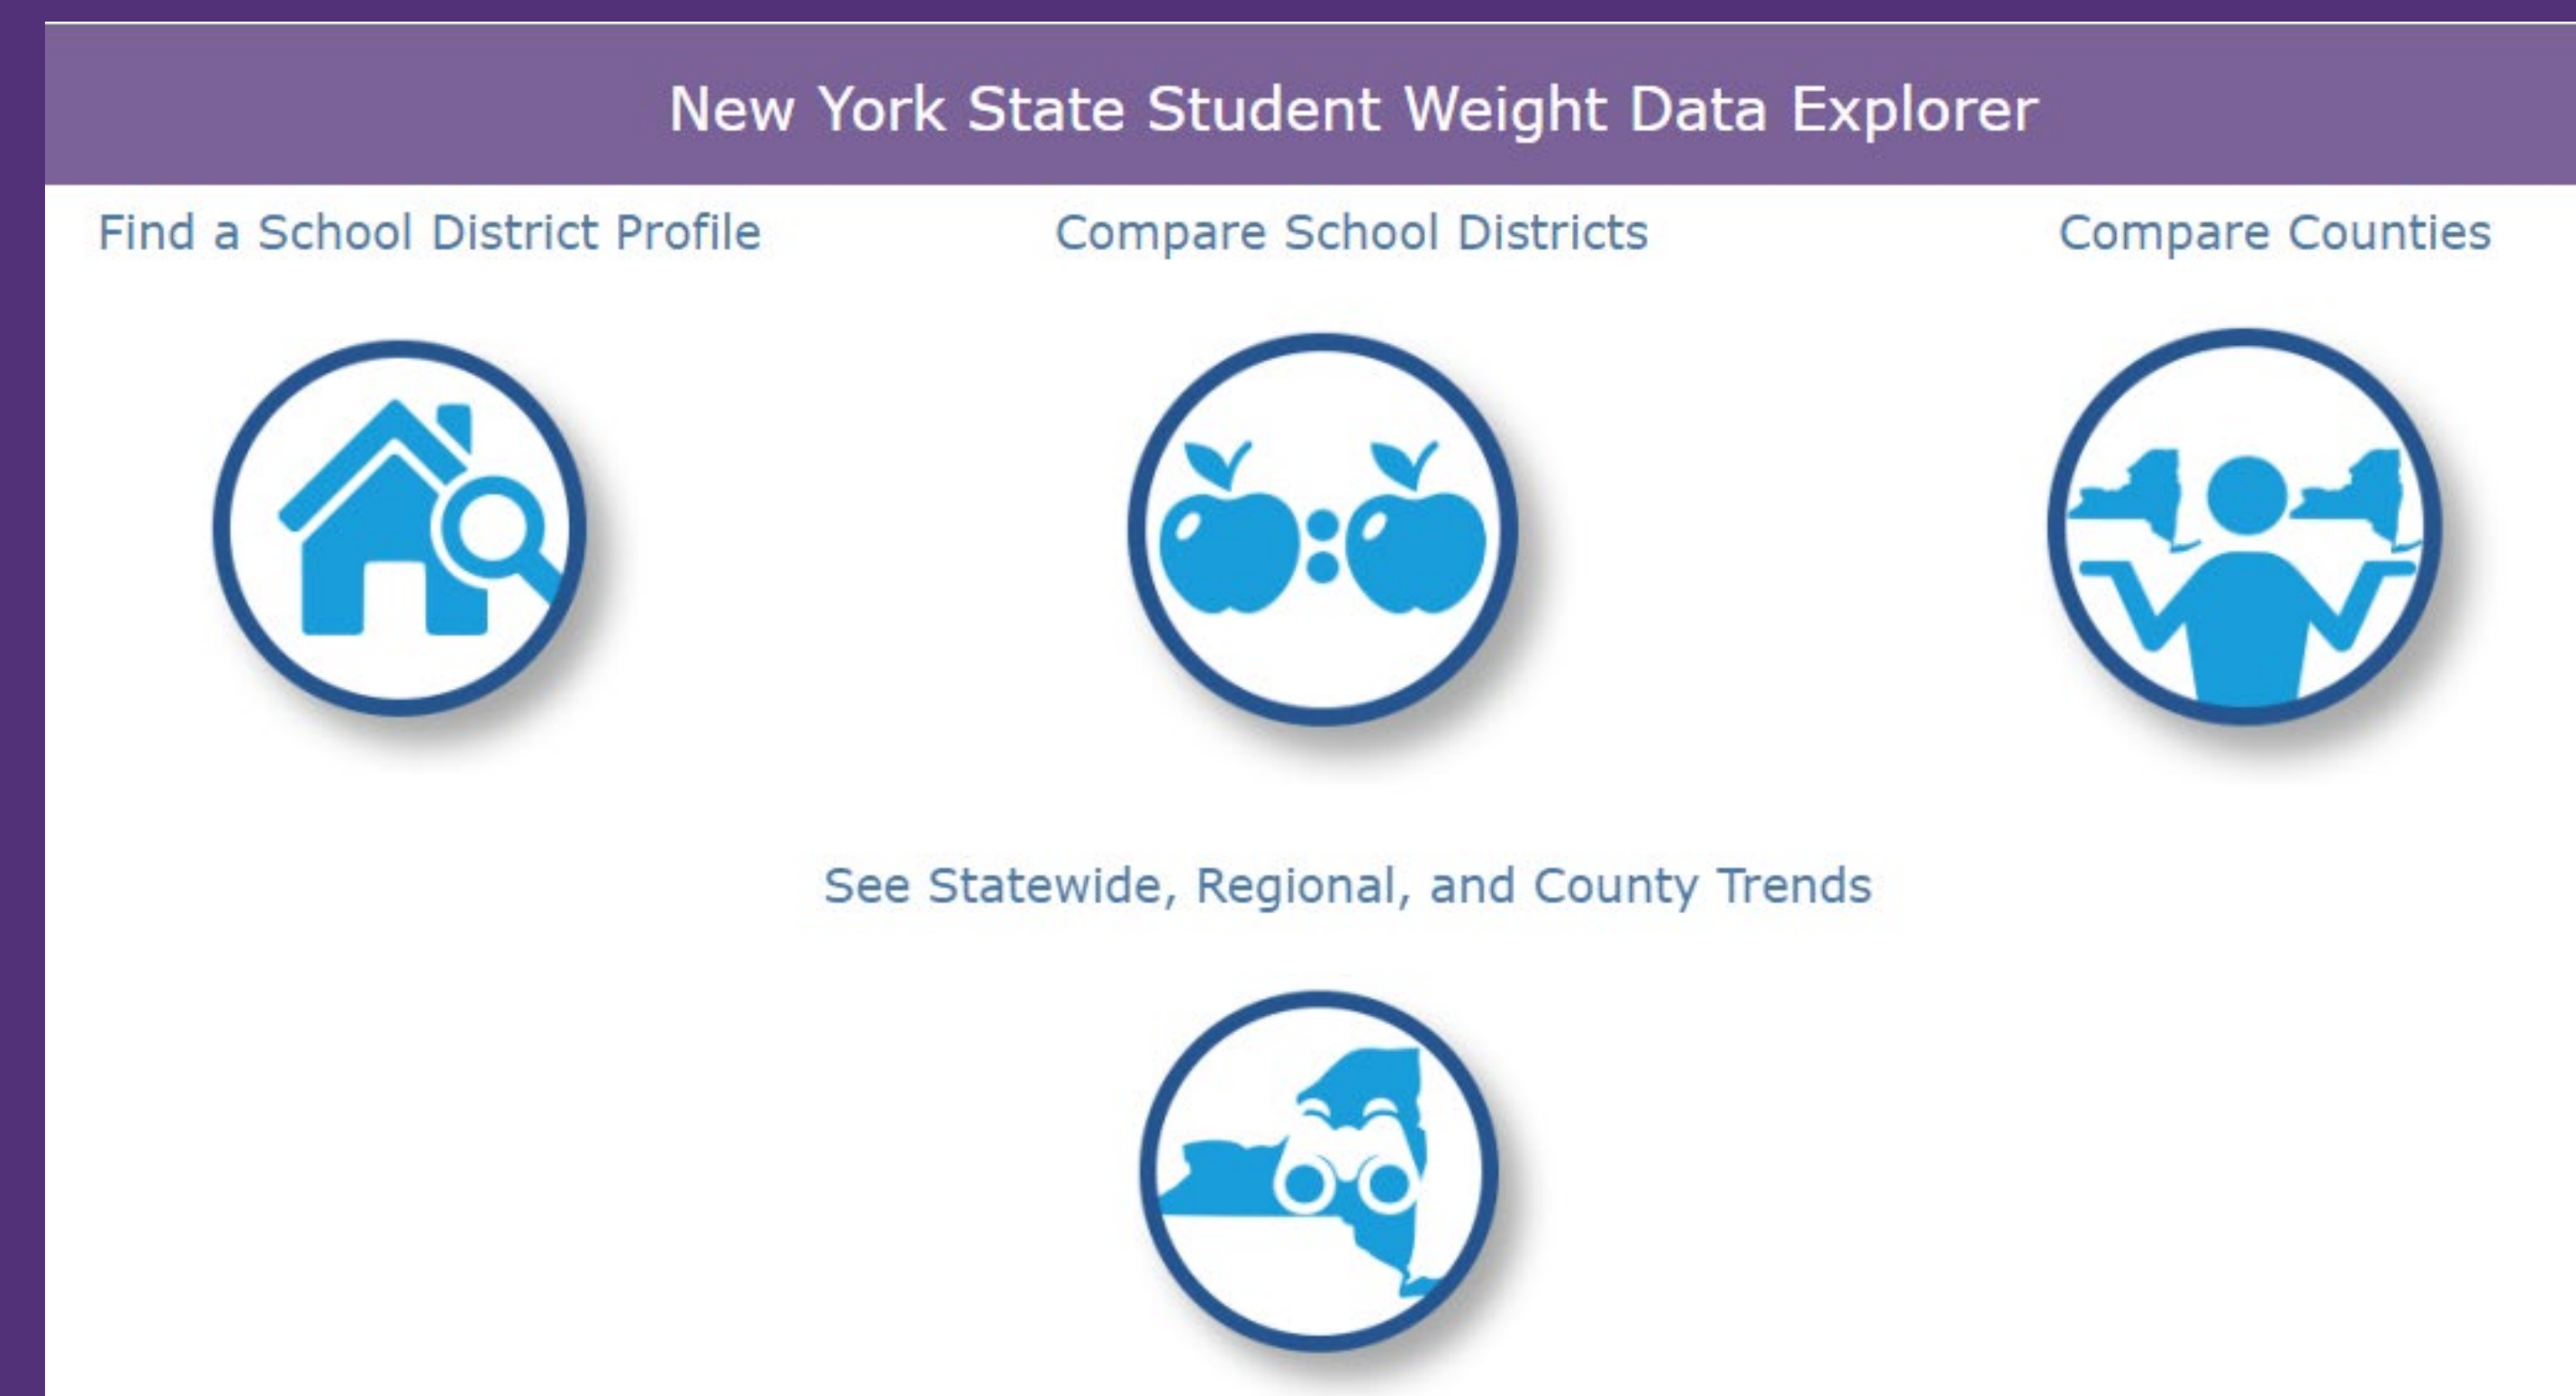 New York State Student Weight Data Explorer
Find a School District Profile
Compare School Districts
Compare Counties
See Statewide, Regional, and County Trends